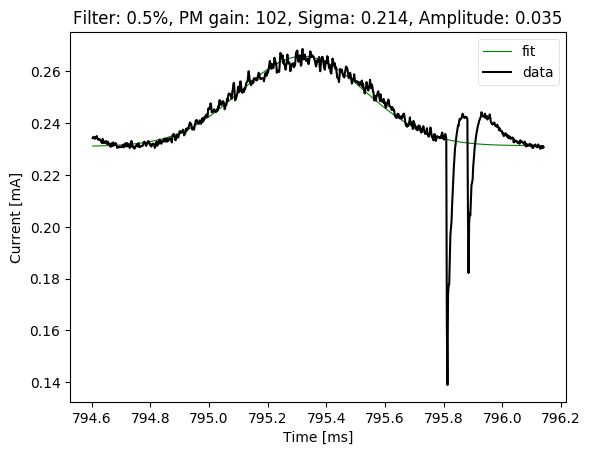 Filter: 0.5%, PM gain: 102, Sigma: 0.214, Amplitude: 0.035
fit
data
0.26
0.24
0.22
0.20
0.18
0.16
0.14
Current [mA]
794.6 794.8 795.0 795.2 795.4 795.6 795.8 796.0 796.2
Time [ms]